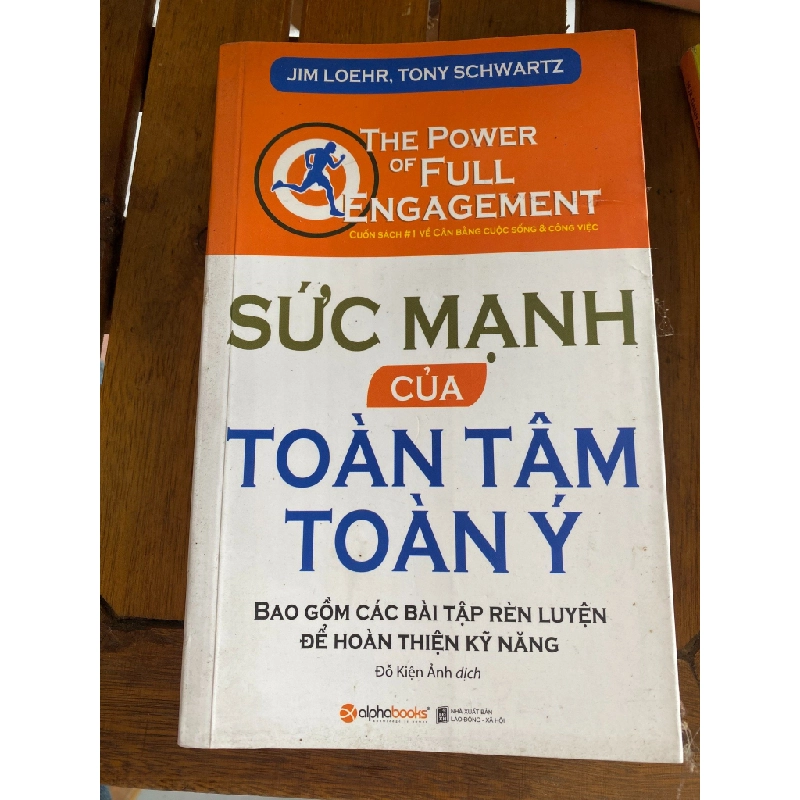 JIM LOEHR, TONY SCHWARTZ
THE POWER
OF FULL
ENGAGEMENT
CUỐN SÁCH #1 VỀ CÂN BẰNG CUỘC SỐNG & CÔNG VIỆC
SỨC MẠNH
CỦA
TOÀN TÂM
TOÀN Ý
BAO GỒM CÁC BÀI TẬP RÈN LUYỆN
ĐỂ HOÀN THIỆN KỸ NĂNG
Đỗ Kiện Ảnh dịch
alphabooks®
NHÀ XUẤT BẢN
LAO ĐỘNG - XÃ HỘI